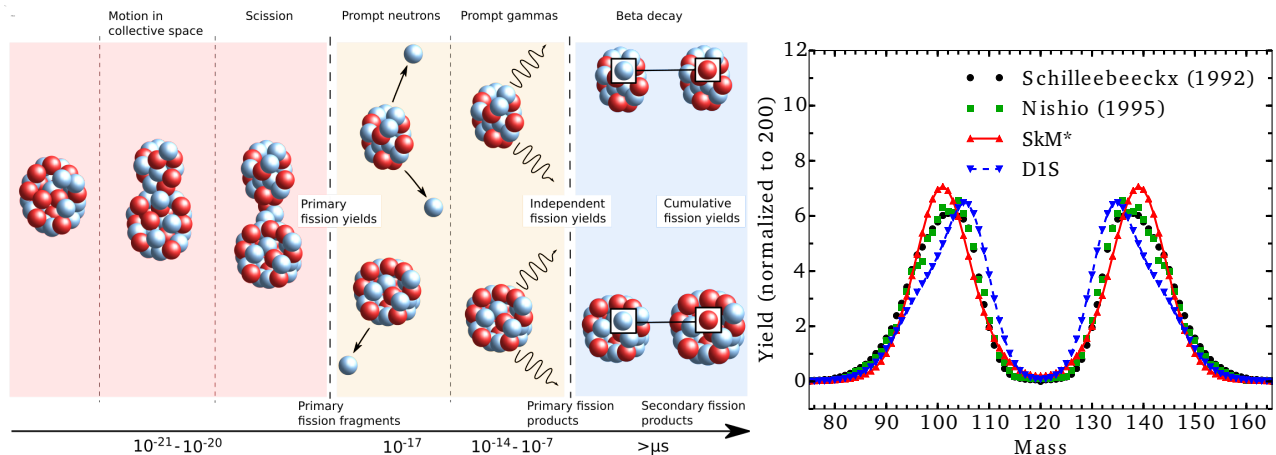 Motion in
collective space
Scission
Prompt neutrons
Prompt gammas
Beta decay
Primary
fission yields
Independent
fission yields
Cumulative
fission yields
Primary
fission fragments
Primary fission
products
Secondary fission
products
10⁻²¹-10⁻²⁰
10⁻¹⁷
10⁻¹⁴-10⁻⁷
>μs
Yield (normalized to 200)
12
10
8
6
4
2
0
Schilleebeeckx (1992)
Nishio (1995)
SkM*
D1S
80 90 100 110 120 130 140 150 160
Mass